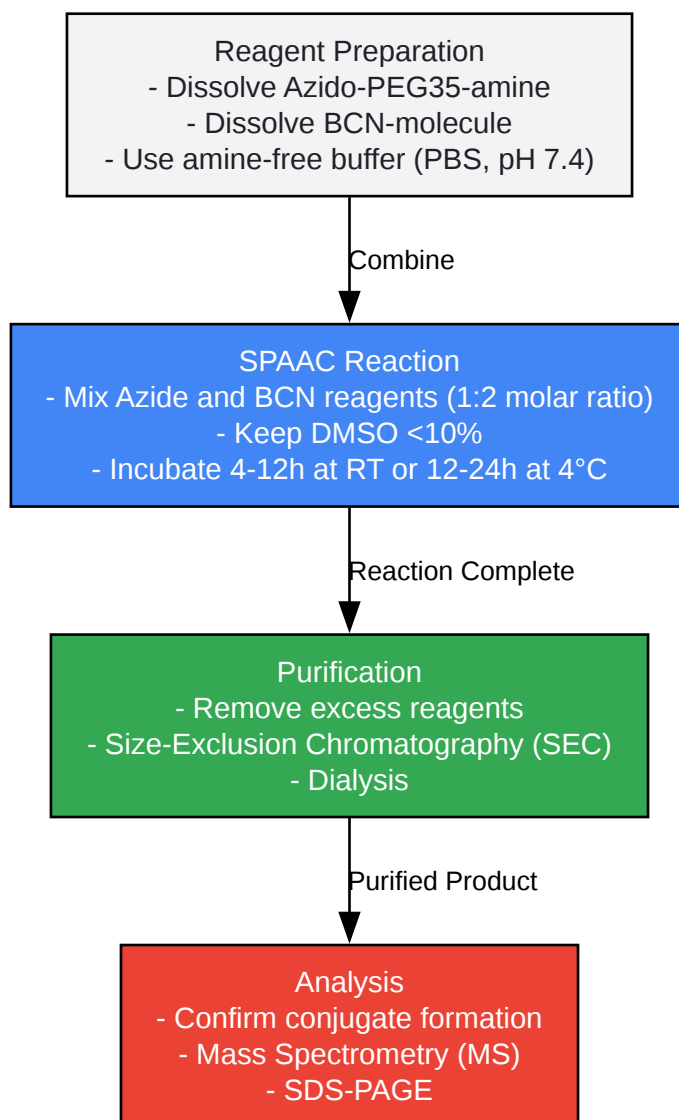 Reagent Preparation
- Dissolve Azido-PEG35-amine
- Dissolve BCN-molecule
- Use amine-free buffer (PBS, pH 7.4)
Combine
SPAAC Reaction
- Mix Azide and BCN reagents (1:2 molar ratio)
- Keep DMSO <10%
- Incubate 4-12h at RT or 12-24h at 4°C
Reaction Complete
Purification
- Remove excess reagents
- Size-Exclusion Chromatography (SEC)
- Dialysis
Purified Product
Analysis
- Confirm conjugate formation
- Mass Spectrometry (MS)
- SDS-PAGE